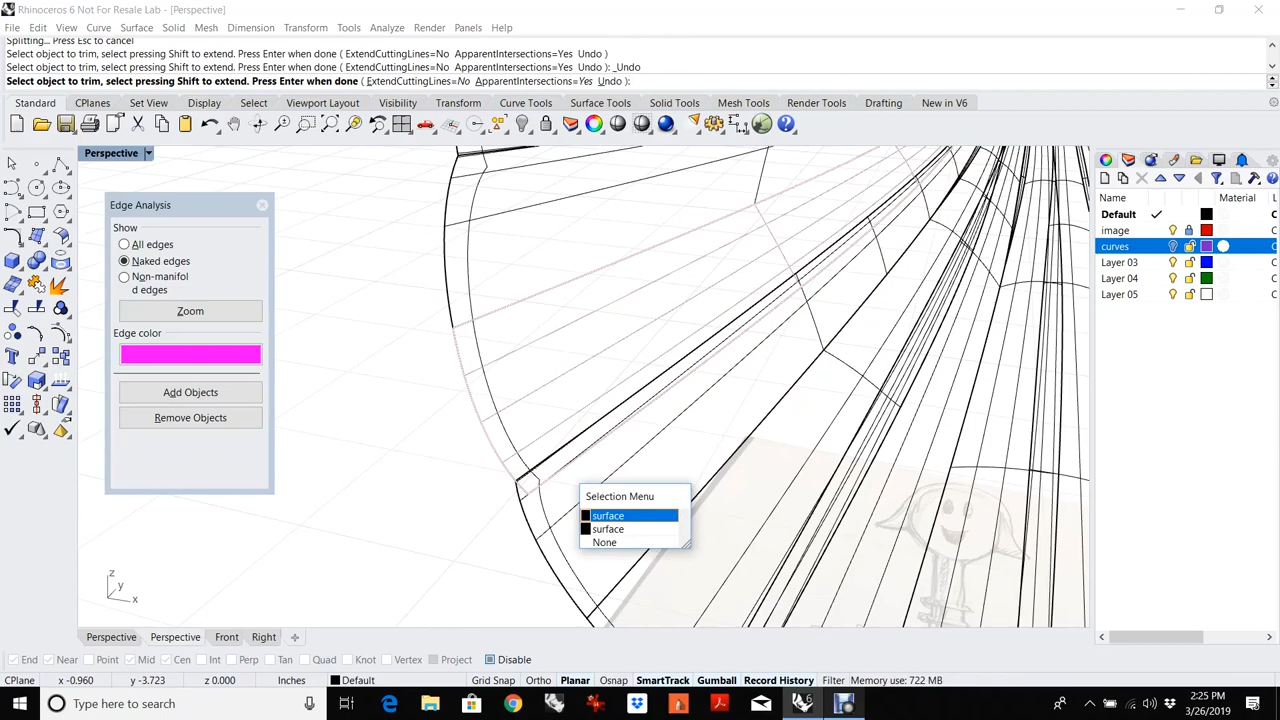 Rhinoceros 6 Not For Resale Lab - [Perspective]
File Edit View Curve Surface Solid Mesh Dimension Transform Tools Analyze Render Panels Help
Splitting... Press Esc to cancel
Select object to trim, select pressing Shift to extend. Press Enter when done ( ExtendCuttingLines=No ApparentIntersections=Yes Undo )
Select object to trim, select pressing Shift to extend. Press Enter when done ( ExtendCuttingLines=No ApparentIntersections=Yes Undo ): _Undo
Select object to trim, select pressing Shift to extend. Press Enter when done ( ExtendCuttingLines=No ApparentIntersections=Yes Undo ):
Standard CPlanes Set View Display Select Viewport Layout Visibility Transform Curve Tools Surface Tools Solid Tools Mesh Tools Render Tools Drafting New in V6
Perspective
Edge Analysis
Show
All edges
Naked edges
Non-manifol
d edges
Zoom
Edge color
Add Objects
Remove Objects
Name Material L
Default C
image C
curves C
Layer 03 C
Layer 04 C
Layer 05 C
Selection Menu
surface
surface
None
z
y
x
Perspective Perspective Front Right
End Near Point Mid Cen Int Perp Tan Quad Knot Vertex Project Disable
CPlane x -0.960 y -3.723 z 0.000 Inches Default Grid Snap Ortho Planar Osnap SmartTrack Gumball Record History Filter Memory use: 722 MB
Type here to search
2:25 PM
3/26/2019